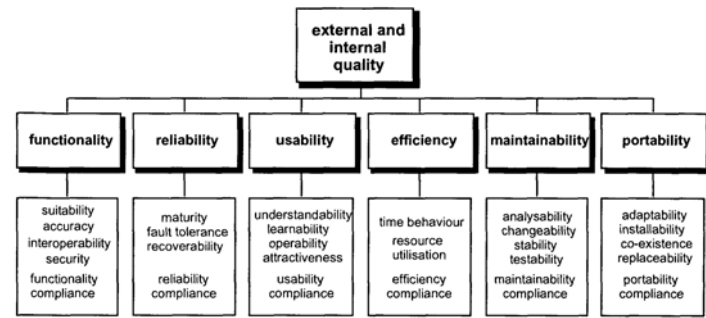 external and
internal
quality
functionality
reliability
usability
efficiency
maintainability
portability
suitability
accuracy
interoperability
security
functionality
compliance
maturity
fault tolerance
recoverability
reliability
compliance
understandability
learnability
operability
attractiveness
usability
compliance
time behaviour
resource
utilisation
efficiency
compliance
analysability
changeability
stability
testability
maintainability
compliance
adaptability
installability
co-existence
replaceability
portability
compliance